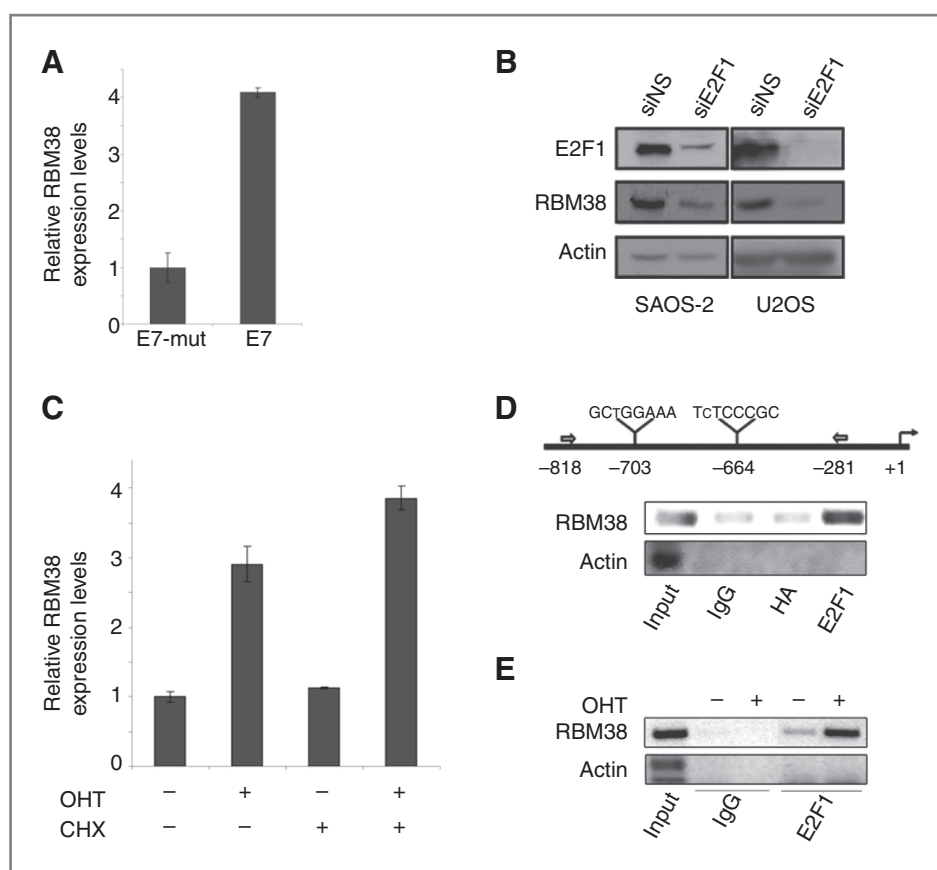 A
Relative RBM38
expression levels
4
3
2
1
0
E7-mut E7
B
siNS siE2F1 siNS siE2F1
E2F1
RBM38
Actin
SAOS-2 U2OS
C
Relative RBM38
expression levels
4
3
2
1
0
OHT – + – +
CHX – – + +
D
GCTGGAAA TCTCCCGC
–818 –703 –664 –281 +1
RBM38
Actin
Input IgG HA E2F1
E
OHT – + – +
RBM38
Actin
Input IgG E2F1